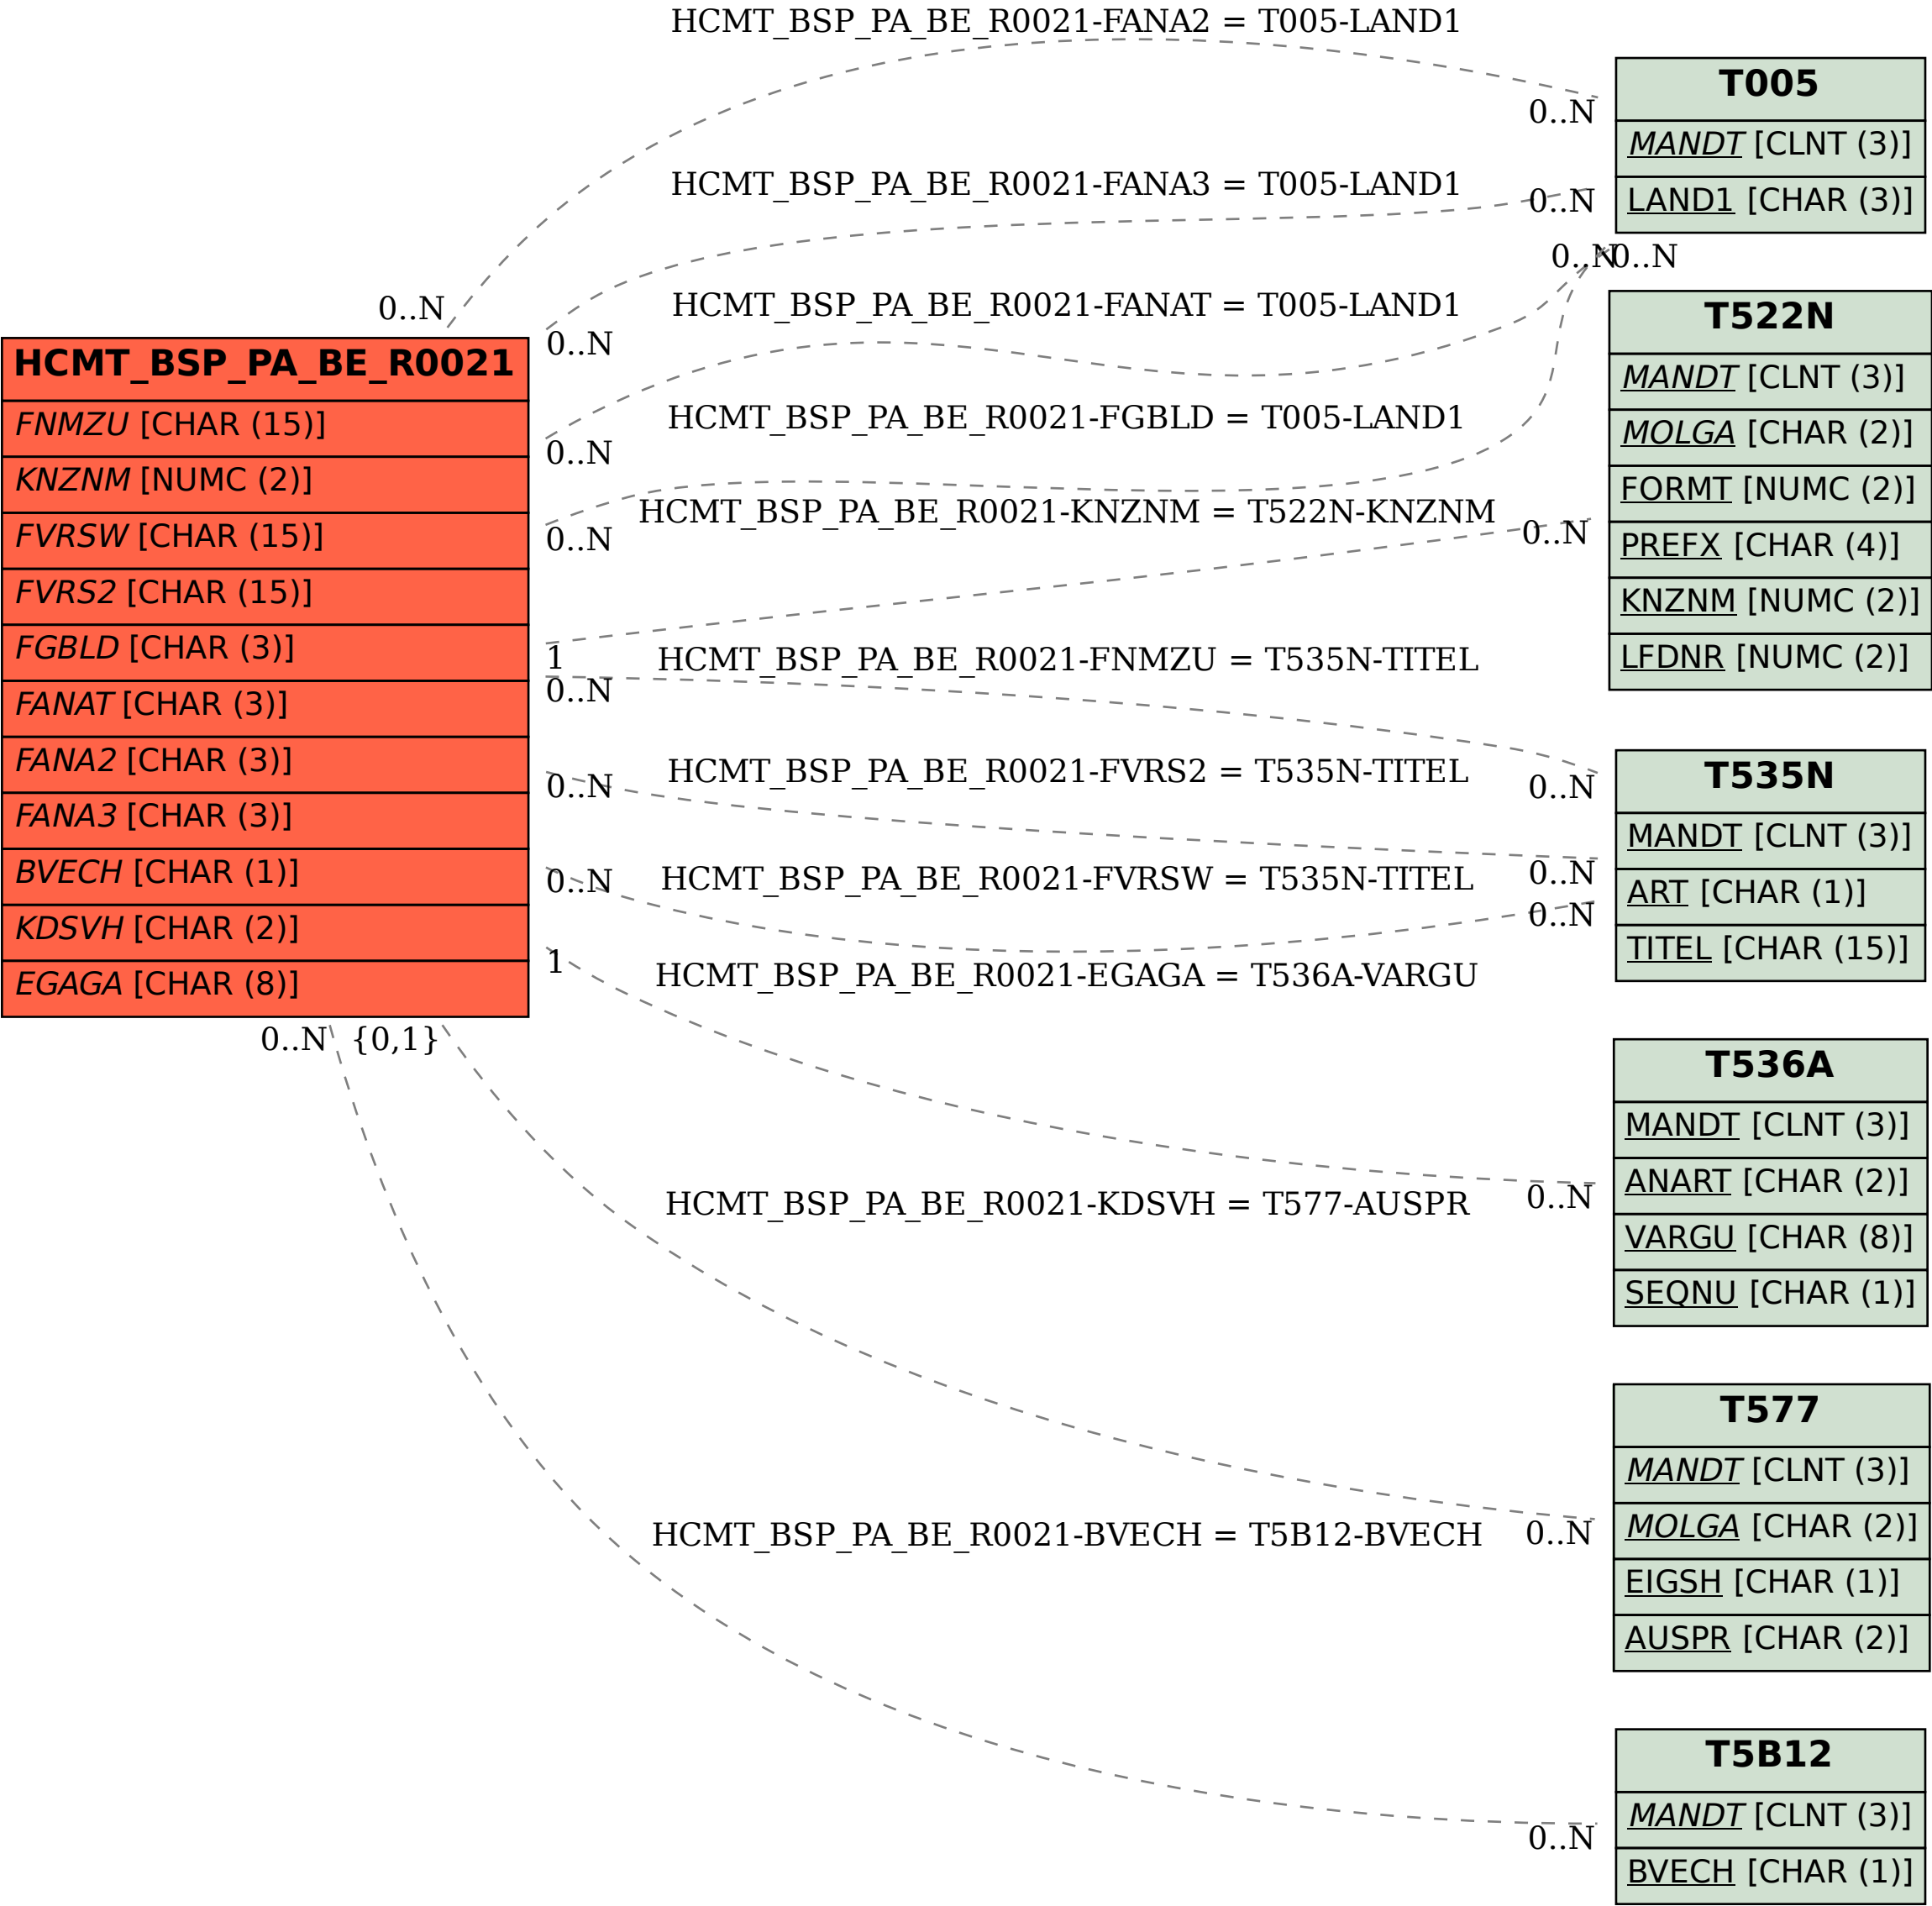 HCMT_BSP_PA_BE_R0021-FANA2 = T005-LAND1
0..N
0..N
HCMT_BSP_PA_BE_R0021-FANA3 = T005-LAND1
0..N
0..N
HCMT_BSP_PA_BE_R0021-FANAT = T005-LAND1
0..N
0..N
HCMT_BSP_PA_BE_R0021-FGBLD = T005-LAND1
0..N
0..N
HCMT_BSP_PA_BE_R0021-KNZNM = T522N-KNZNM
0..N
1
HCMT_BSP_PA_BE_R0021-FNMZU = T535N-TITEL
0..N
0..N
HCMT_BSP_PA_BE_R0021-FVRS2 = T535N-TITEL
0..N
0..N
HCMT_BSP_PA_BE_R0021-FVRSW = T535N-TITEL
0..N
0..N
HCMT_BSP_PA_BE_R0021-EGAGA = T536A-VARGU
1
0..N
HCMT_BSP_PA_BE_R0021-KDSVH = T577-AUSPR
{0,1}
0..N
HCMT_BSP_PA_BE_R0021-BVECH = T5B12-BVECH
0..N
0..N
HCMT_BSP_PA_BE_R0021
FNMZU [CHAR (15)]
KNZNM [NUMC (2)]
FVRSW [CHAR (15)]
FVRS2 [CHAR (15)]
FGBLD [CHAR (3)]
FANAT [CHAR (3)]
FANA2 [CHAR (3)]
FANA3 [CHAR (3)]
BVECH [CHAR (1)]
KDSVH [CHAR (2)]
EGAGA [CHAR (8)]
T005
MANDT [CLNT (3)]
LAND1 [CHAR (3)]
T522N
MANDT [CLNT (3)]
MOLGA [CHAR (2)]
FORMT [NUMC (2)]
PREFX [CHAR (4)]
KNZNM [NUMC (2)]
LFDNR [NUMC (2)]
T535N
MANDT [CLNT (3)]
ART [CHAR (1)]
TITEL [CHAR (15)]
T536A
MANDT [CLNT (3)]
ANART [CHAR (2)]
VARGU [CHAR (8)]
SEQNU [CHAR (1)]
T577
MANDT [CLNT (3)]
MOLGA [CHAR (2)]
EIGSH [CHAR (1)]
AUSPR [CHAR (2)]
T5B12
MANDT [CLNT (3)]
BVECH [CHAR (1)]